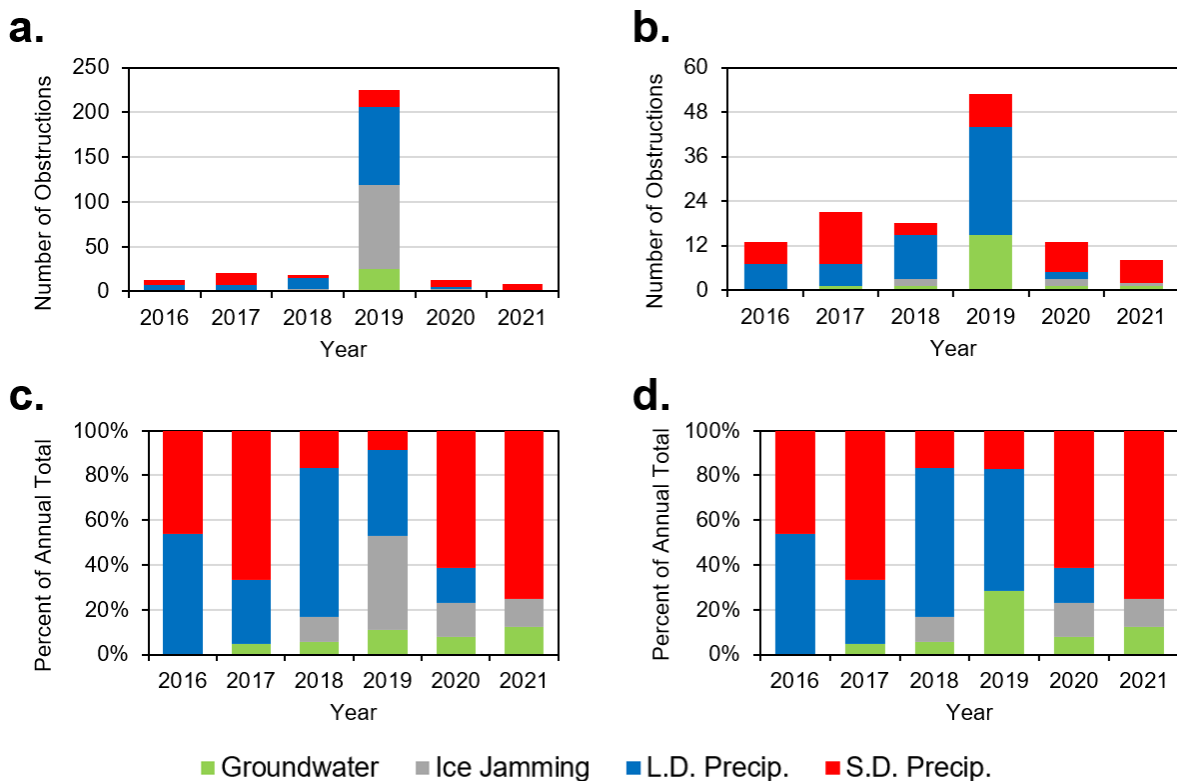 a.
Number of Obstructions
250
200
150
100
50
0
2016 2017 2018 2019 2020 2021
Year
b.
Number of Obstructions
60
48
36
24
12
0
2016 2017 2018 2019 2020 2021
Year
c.
Percent of Annual Total
100%
80%
60%
40%
20%
0%
2016 2017 2018 2019 2020 2021
Year
d.
Percent of Annual Total
100%
80%
60%
40%
20%
0%
2016 2017 2018 2019 2020 2021
Year
Groundwater Ice Jamming L.D. Precip. S.D. Precip.